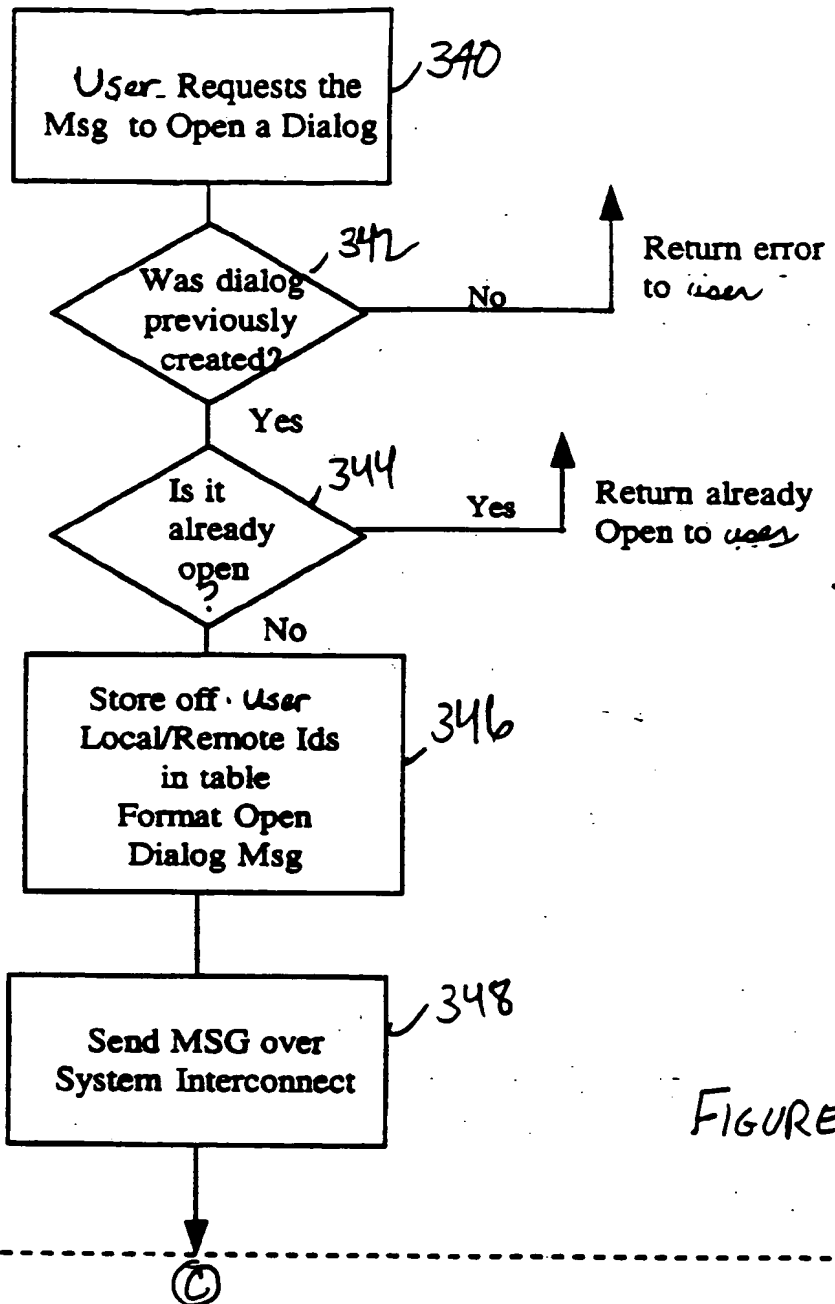 340
User Requests the
Msg to Open a Dialog
342
Was dialog
previously
created?
No
Return error
to user
Yes
344
Is it
already
open
?
Yes
Return already
Open to user
No
Store off User
Local/Remote Ids
in table
Format Open
Dialog Msg
346
Send MSG over
System Interconnect
348
FIGURE
C